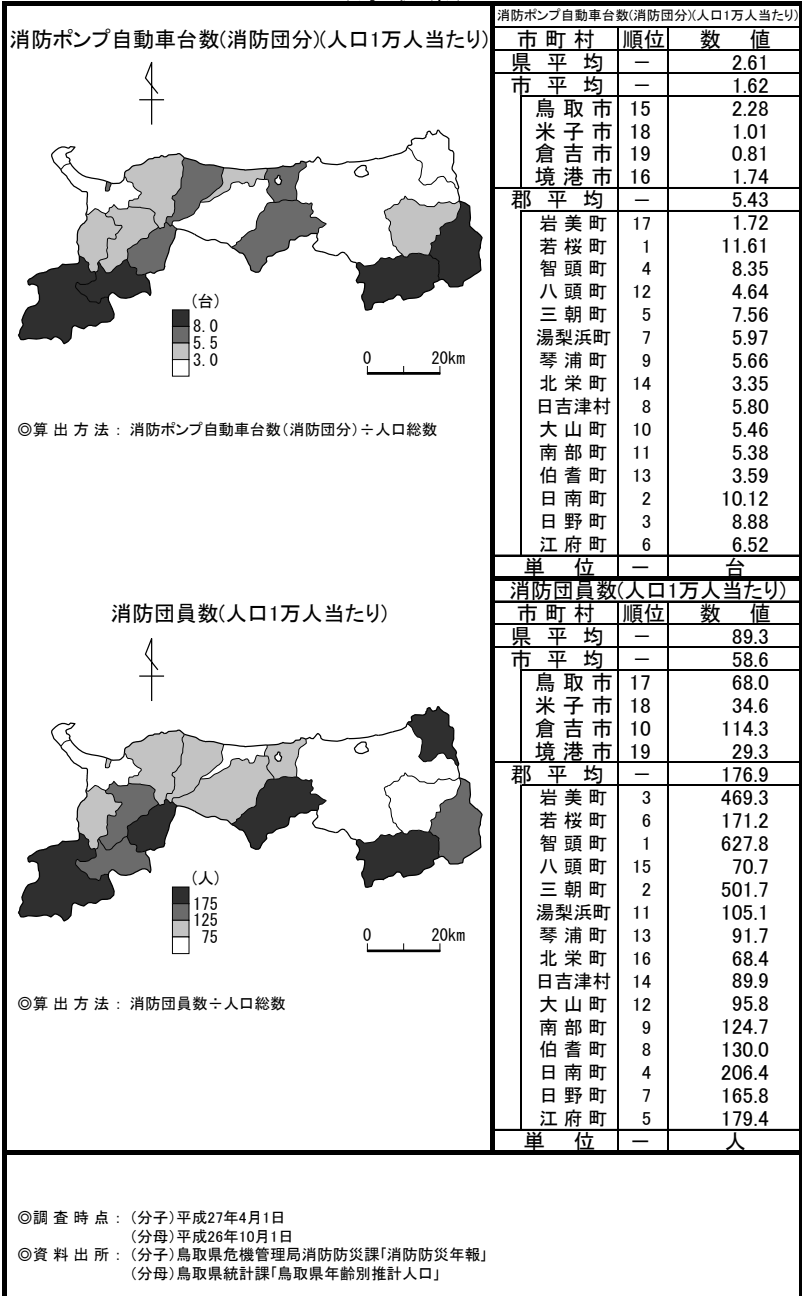 消防ポンプ自動車台数(消防団分)(人口1万人当たり)
(台)
8.0
5.5
3.0
0 20km
◎算出方法：消防ポンプ自動車台数(消防団分)÷人口総数
消防ポンプ自動車台数(消防団分)(人口1万人当たり)
市町村 順位 数値
県平均 － 2.61
市平均 － 1.62
鳥取市 15 2.28
米子市 18 1.01
倉吉市 19 0.81
境港市 16 1.74
郡平均 － 5.43
岩美町 17 1.72
若桜町 1 11.61
智頭町 4 8.35
八頭町 12 4.64
三朝町 5 7.56
湯梨浜町 7 5.97
琴浦町 9 5.66
北栄町 14 3.35
日吉津村 8 5.80
大山町 10 5.46
南部町 11 5.38
伯耆町 13 3.59
日南町 2 10.12
日野町 3 8.88
江府町 6 6.52
単位 － 台
消防団員数(人口1万人当たり)
(人)
175
125
75
0 20km
◎算出方法：消防団員数÷人口総数
消防団員数(人口1万人当たり)
市町村 順位 数値
県平均 － 89.3
市平均 － 58.6
鳥取市 17 68.0
米子市 18 34.6
倉吉市 10 114.3
境港市 19 29.3
郡平均 － 176.9
岩美町 3 469.3
若桜町 6 171.2
智頭町 1 627.8
八頭町 15 70.7
三朝町 2 501.7
湯梨浜町 11 105.1
琴浦町 13 91.7
北栄町 16 68.4
日吉津村 14 89.9
大山町 12 95.8
南部町 9 124.7
伯耆町 8 130.0
日南町 4 206.4
日野町 7 165.8
江府町 5 179.4
単位 － 人
◎調査時点：(分子)平成27年4月1日
(分母)平成26年10月1日
◎資料出所：(分子)鳥取県危機管理局消防防災課「消防防災年報」
(分母)鳥取県統計課「鳥取県年齢別推計人口」